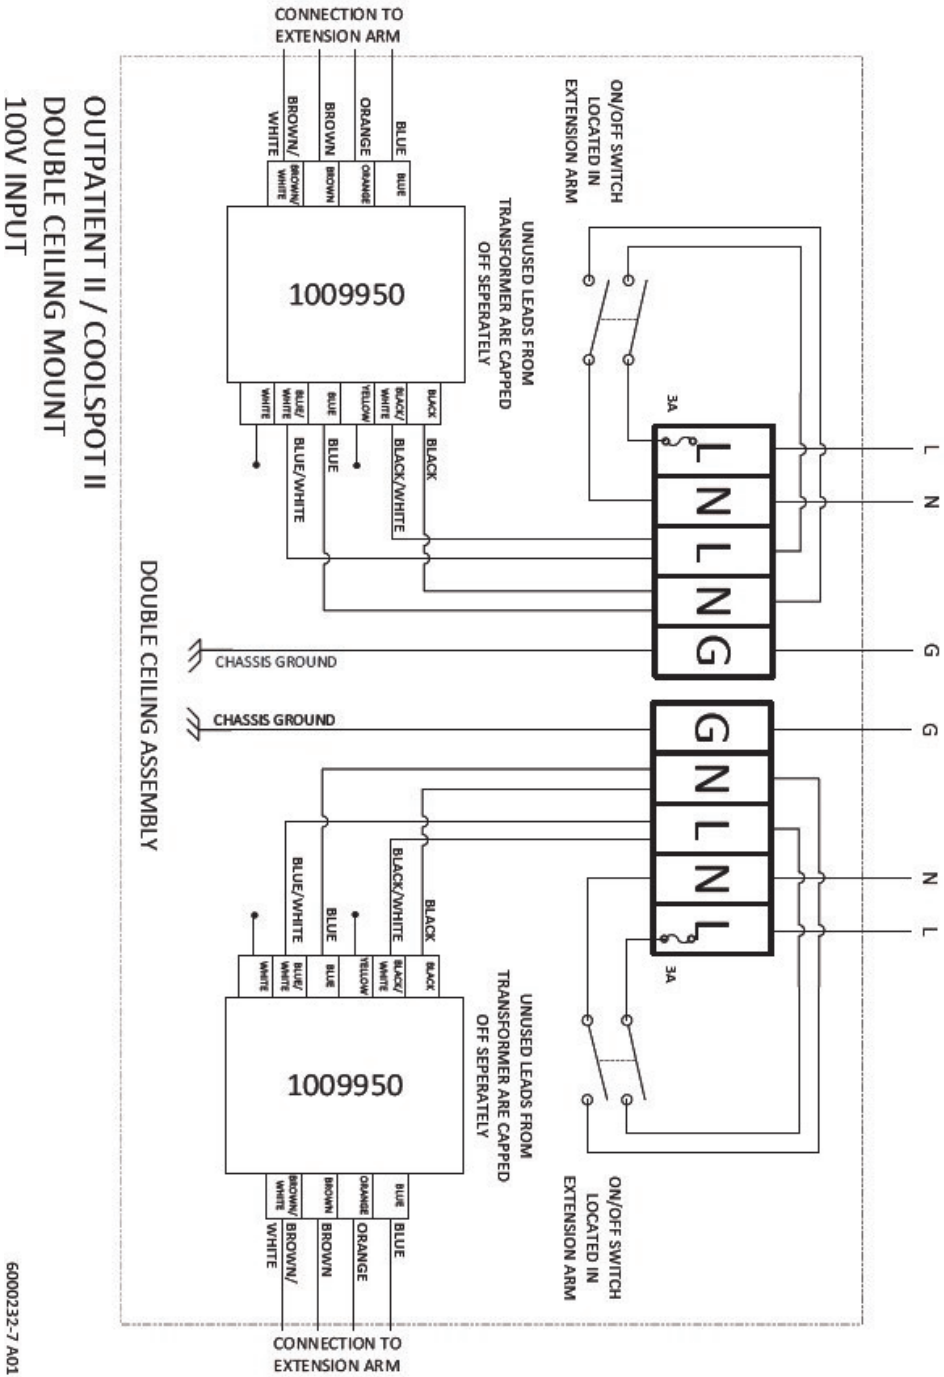 CONNECTION TO
EXTENSION ARM
BROWN/
WHITE
BROWN
ORANGE
BLUE
BROWN/
WHITE
BROWN
ORANGE
BLUE
1009950
WHITE
BLUE/
WHITE
BLUE
YELLOW
BLACK/
WHITE
BLACK
BLUE/WHITE
BLUE
BLACK/WHITE
BLACK
UNUSED LEADS FROM
TRANSFORMER ARE CAPPED
OFF SEPERATELY
ON/OFF SWITCH
LOCATED IN
EXTENSION ARM
3A
L
N
L
N
G
L
N
G
CHASSIS GROUND
CHASSIS GROUND
G
N
L
N
L
G
N
L
3A
BLUE/WHITE
BLUE
BLACK/WHITE
BLACK
WHITE
BLUE/
WHITE
BLUE
YELLOW
BLACK/
WHITE
BLACK
1009950
UNUSED LEADS FROM
TRANSFORMER ARE CAPPED
OFF SEPERATELY
ON/OFF SWITCH
LOCATED IN
EXTENSION ARM
BROWN/
WHITE
BROWN
ORANGE
BLUE
BROWN/
WHITE
BROWN
ORANGE
BLUE
CONNECTION TO
EXTENSION ARM
DOUBLE CEILING ASSEMBLY
OUTPATIENT II / COOLSPOT II
DOUBLE CEILING MOUNT
100V INPUT
6000232-7 A01